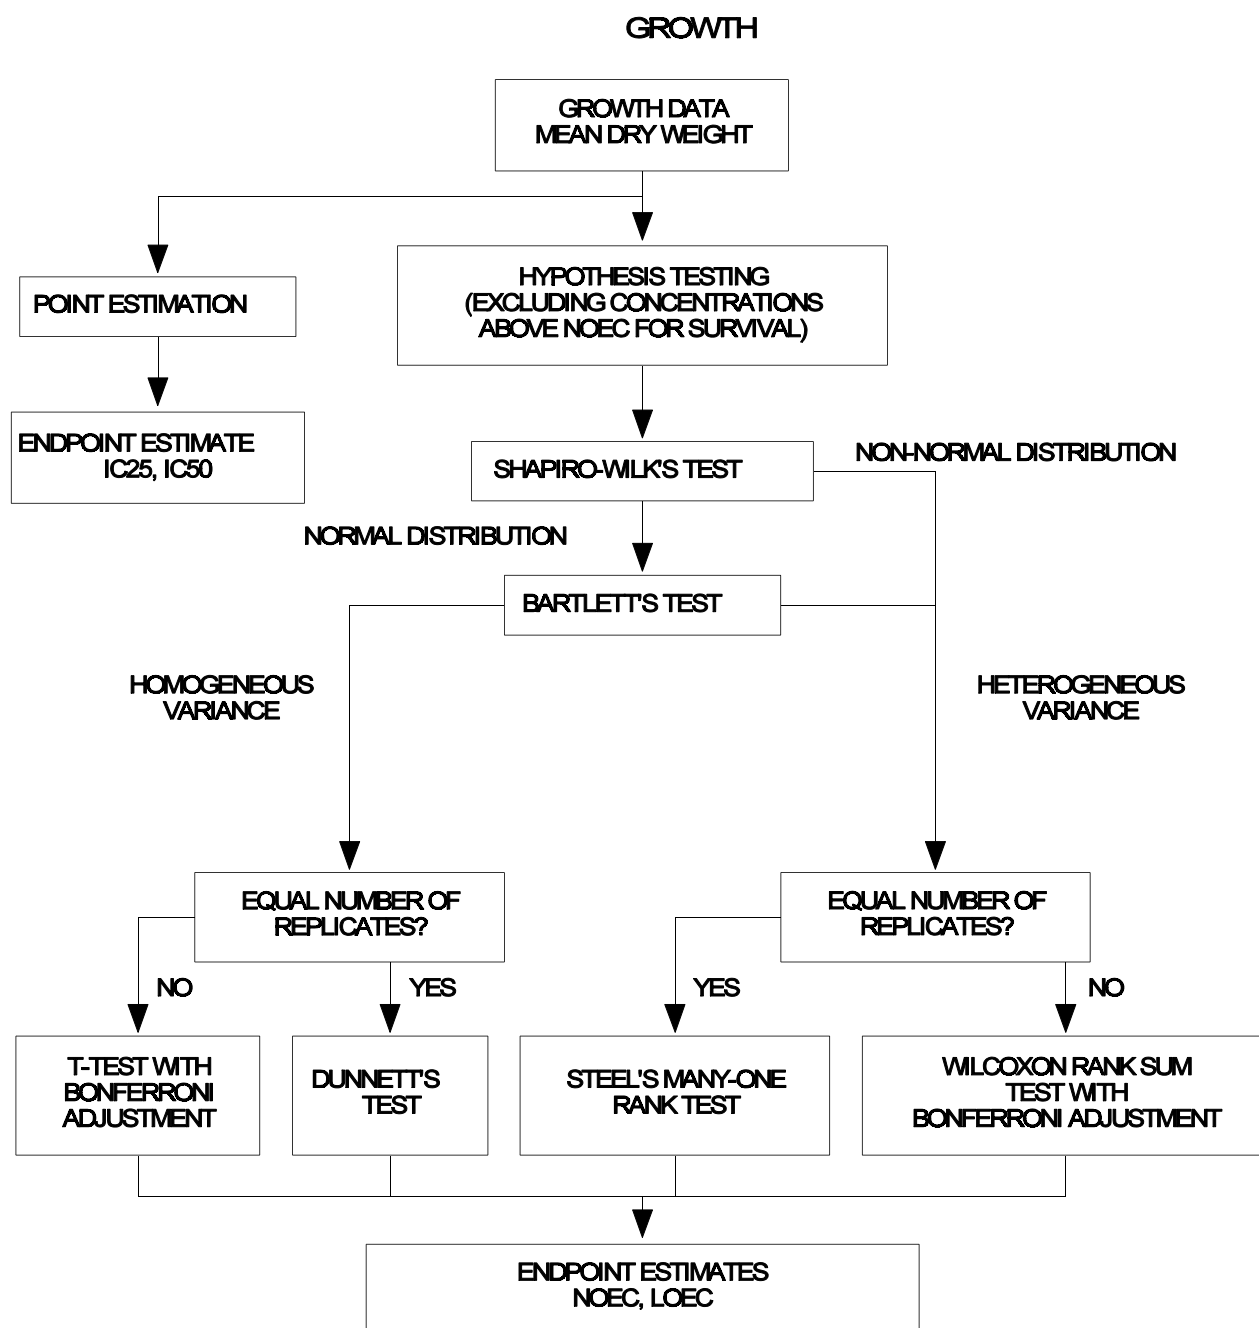 GROWTH
GROWTH DATA
MEAN DRY WEIGHT
HYPOTHESIS TESTING
(EXCLUDING CONCENTRATIONS
ABOVE NOEC FOR SURVIVAL)
POINT ESTIMATION
ENDPOINT ESTIMATE
IC25, IC50
SHAPIRO-WILK'S TEST
NON-NORMAL DISTRIBUTION
NORMAL DISTRIBUTION
BARTLETT'S TEST
HOMOGENEOUS
VARIANCE
HETEROGENEOUS
VARIANCE
EQUAL NUMBER OF
REPLICATES?
EQUAL NUMBER OF
REPLICATES?
NO
YES
YES
NO
T-TEST WITH
BONFERRONI
ADJUSTMENT
DUNNETT'S
TEST
STEEL'S MANY-ONE
RANK TEST
WILCOXON RANK SUM
TEST WITH
BONFERRONI ADJUSTMENT
ENDPOINT ESTIMATES
NOEC, LOEC